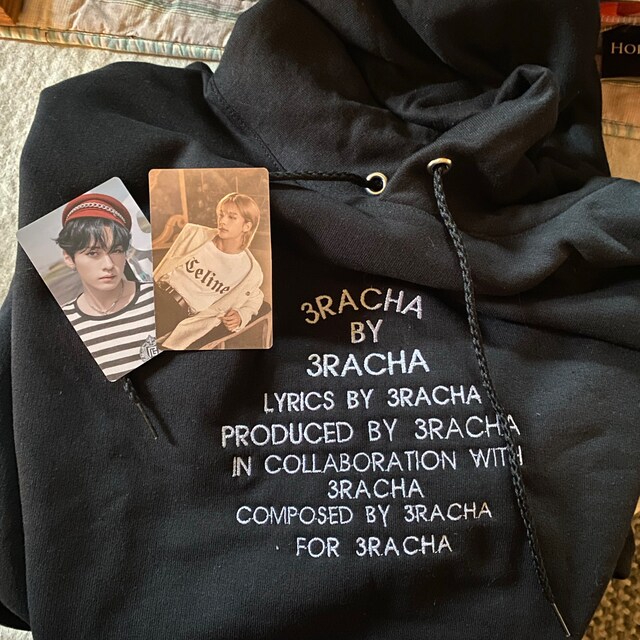 HO
Celine
3RACHA
BY
3RACHA
LYRICS BY 3RACHA
PRODUCED BY 3RACHA
IN COLLABORATION WITH
3RACHA
COMPOSED BY 3RACHA
FOR 3RACHA